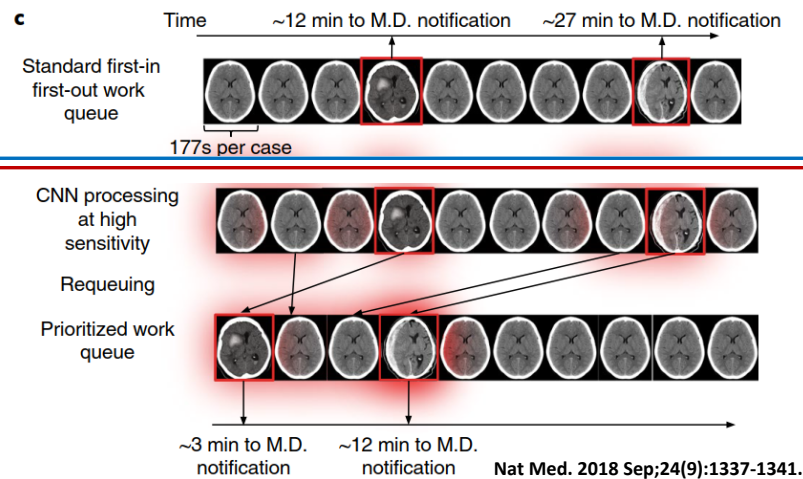 c
Time
~12 min to M.D. notification
~27 min to M.D. notification
Standard first-in
first-out work
queue
177s per case
CNN processing
at high
sensitivity
Requeuing
Prioritized work
queue
~3 min to M.D.
notification
~12 min to M.D.
notification
Nat Med. 2018 Sep;24(9):1337-1341.